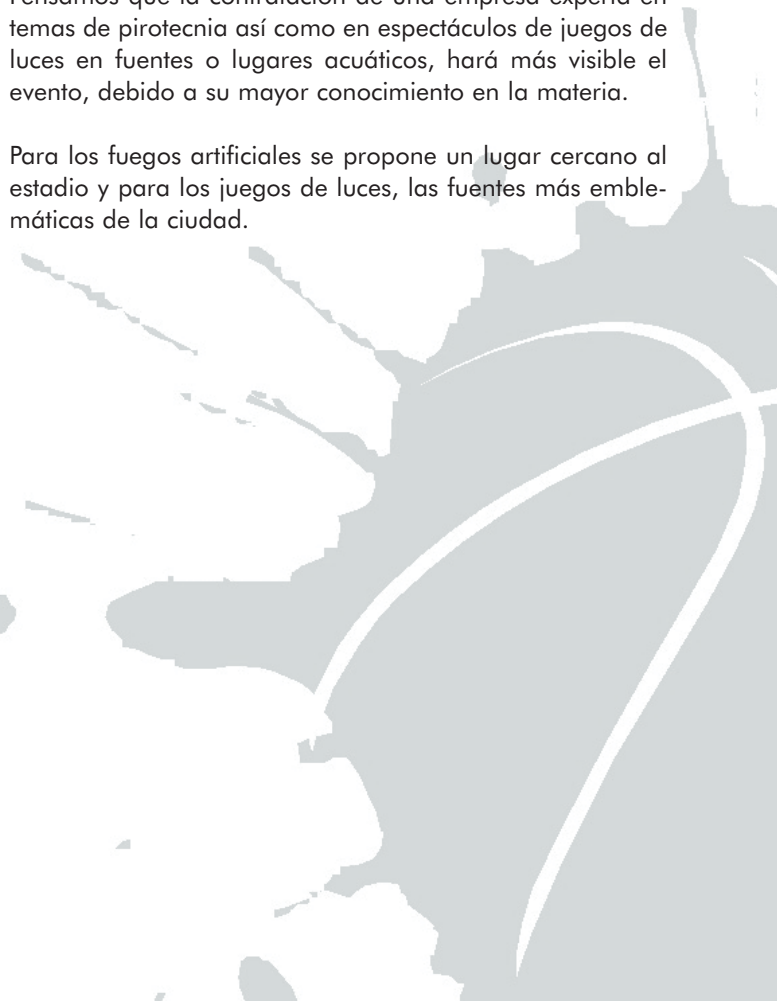 Pensamos que la contratación de una empresa experta en
temas de pirotecnia así como en espectáculos de juegos de
luces en fuentes o lugares acuáticos, hará más visible el
evento, debido a su mayor conocimiento en la materia.
Para los fuegos artificiales se propone un lugar cercano al
estadio y para los juegos de luces, las fuentes más emble-
máticas de la ciudad.